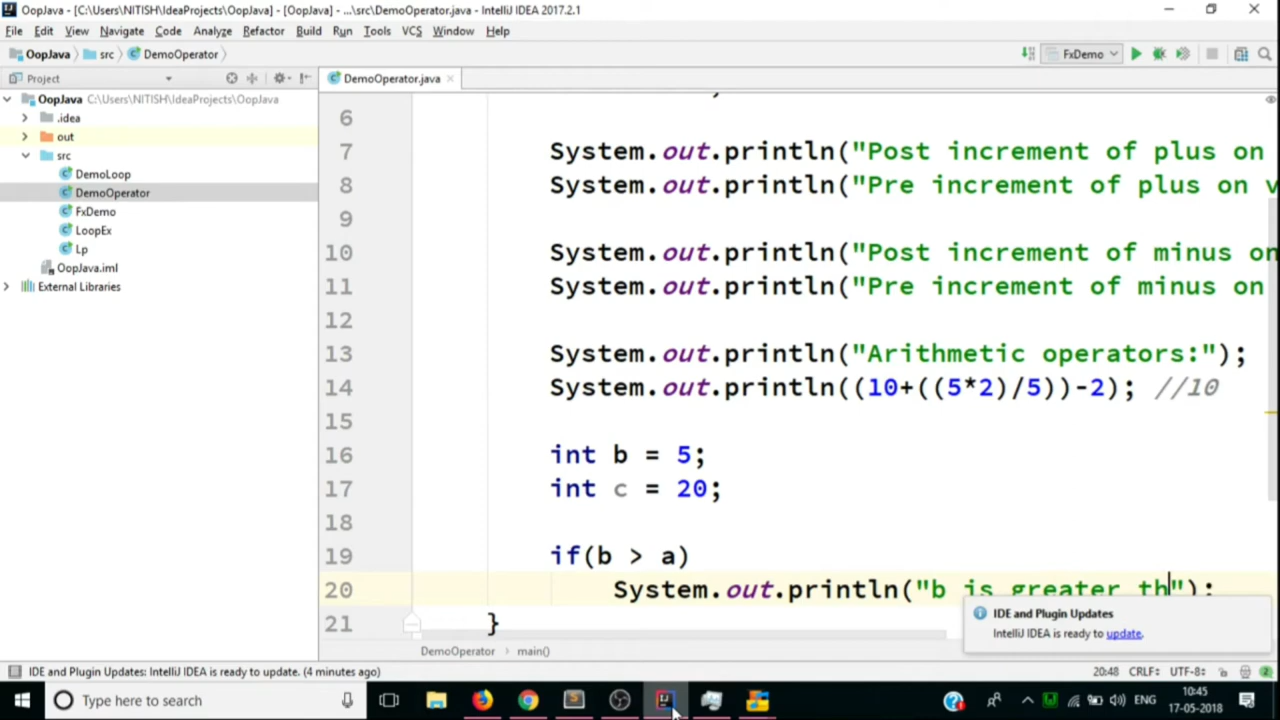 OopJava - [C:\Users\NITISH\IdeaProjects\OopJava] - [OopJava] - ...\src\DemoOperator.java - IntelliJ IDEA 2017.2.1
File Edit View Navigate Code Analyze Refactor Build Run Tools VCS Window Help
OopJava src DemoOperator FxDemo
Project DemoOperator.java
OopJava C:\Users\NITISH\IdeaProjects\OopJava
.idea
out
src
DemoLoop
DemoOperator
FxDemo
LoopEx
Lp
OopJava.iml
External Libraries
6
7 System.out.println("Post increment of plus on
8 System.out.println("Pre increment of plus on v
9
10 System.out.println("Post increment of minus on
11 System.out.println("Pre increment of minus on
12
13 System.out.println("Arithmetic operators:");
14 System.out.println((10+((5*2)/5))-2); //10
15
16 int b = 5;
17 int c = 20;
18
19 if(b > a)
20 System.out.println("b is greater th");
21 }
IDE and Plugin Updates
IntelliJ IDEA is ready to update.
DemoOperator main()
IDE and Plugin Updates: IntelliJ IDEA is ready to update. (4 minutes ago) 20:48 CRLF÷ UTF-8÷ 2
Type here to search ENG 10:45
17-05-2018